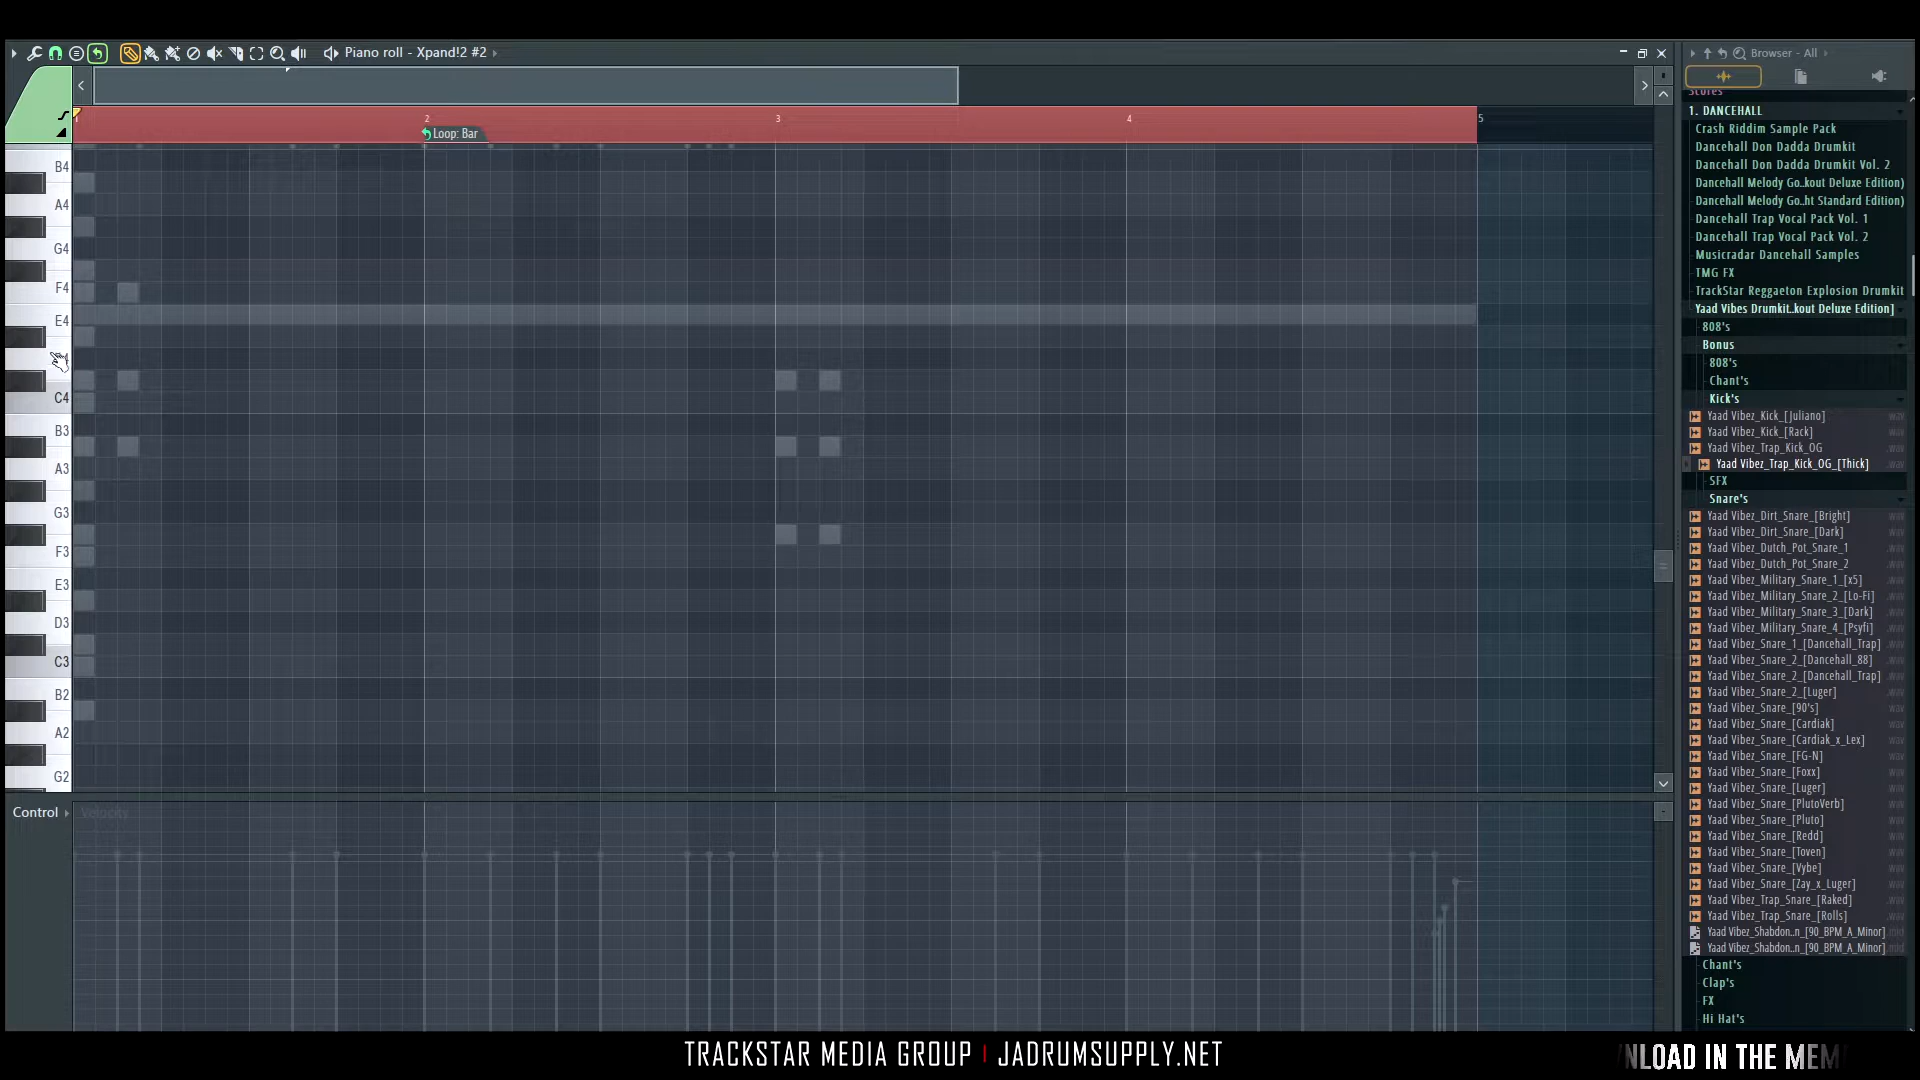 Piano roll - Xpand!2 #2
Browser - All
Scores
1. DANCEHALL
Crash Riddim Sample Pack
Dancehall Don Dadda Drumkit
Dancehall Don Dadda Drumkit Vol. 2
Dancehall Melody Go..kout Deluxe Edition)
Dancehall Melody Go..ht Standard Edition)
Dancehall Trap Vocal Pack Vol. 1
Dancehall Trap Vocal Pack Vol. 2
Musicradar Dancehall Samples
TMG FX
TrackStar Reggaeton Explosion Drumkit
Yaad Vibes Drumkit..kout Deluxe Edition]
808's
Bonus
808's
Chant's
Kick's
Yaad Vibez_Kick_[Juliano]
Yaad Vibez_Kick_[Rack]
Yaad Vibez_Trap_Kick_OG
Yaad Vibez_Trap_Kick_OG_[Thick]
SFX
Snare's
Yaad Vibez_Dirt_Snare_[Bright]
Yaad Vibez_Dirt_Snare_[Dark]
Yaad Vibez_Dutch_Pot_Snare_1
Yaad Vibez_Dutch_Pot_Snare_2
Yaad Vibez_Military_Snare_1_[x5]
Yaad Vibez_Military_Snare_2_[Lo-Fi]
Yaad Vibez_Military_Snare_3_[Dark]
Yaad Vibez_Military_Snare_4_[Psyfi]
Yaad Vibez_Snare_1_[Dancehall_Trap]
Yaad Vibez_Snare_2_[Dancehall_88]
Yaad Vibez_Snare_2_[Dancehall_Trap]
Yaad Vibez_Snare_2_[Luger]
Yaad Vibez_Snare_[90's]
Yaad Vibez_Snare_[Cardiak]
Yaad Vibez_Snare_[Cardiak_x_Lex]
Yaad Vibez_Snare_[FG-N]
Yaad Vibez_Snare_[Foxx]
Yaad Vibez_Snare_[Luger]
Yaad Vibez_Snare_[PlutoVerb]
Yaad Vibez_Snare_[Pluto]
Yaad Vibez_Snare_[Redd]
Yaad Vibez_Snare_[Toven]
Yaad Vibez_Snare_[Vybe]
Yaad Vibez_Snare_[Zay_x_Luger]
Yaad Vibez_Trap_Snare_[Raked]
Yaad Vibez_Trap_Snare_[Rolls]
Yaad Vibez_Shabdon..n_[90_BPM_A_Minor]
Yaad Vibez_Shabdon..n_[90_BPM_A_Minor]
Chant's
Clap's
FX
Hi Hat's
2
3
4
5
Loop: Bar
B4
A4
G4
F4
E4
C4
B3
A3
G3
F3
E3
D3
C3
B2
A2
G2
Control
Velocity
TRACKSTAR MEDIA GROUP | JADRUMSUPPLY.NET
NLOAD IN THE MEM